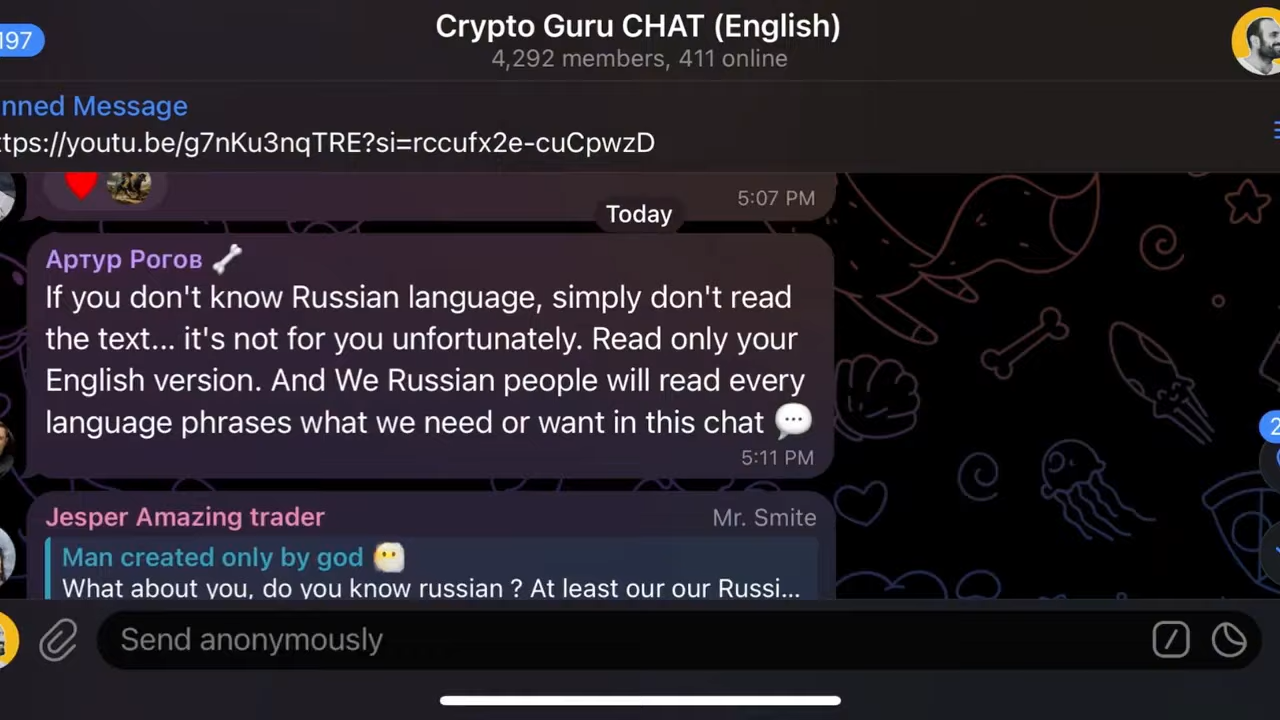 197
Crypto Guru CHAT (English)
4,292 members, 411 online
nned Message
ttps://youtu.be/g7nKu3nqTRE?si=rccufx2e-cuCpwzD
5:07 PM
Today
Артур Рогов
If you don't know Russian language, simply don't read
the text... it's not for you unfortunately. Read only your
English version. And We Russian people will read every
language phrases what we need or want in this chat
5:11 PM
Jesper Amazing trader Mr. Smite
Man created only by god
What about you, do you know russian ? At least our our Russi...
Send anonymously